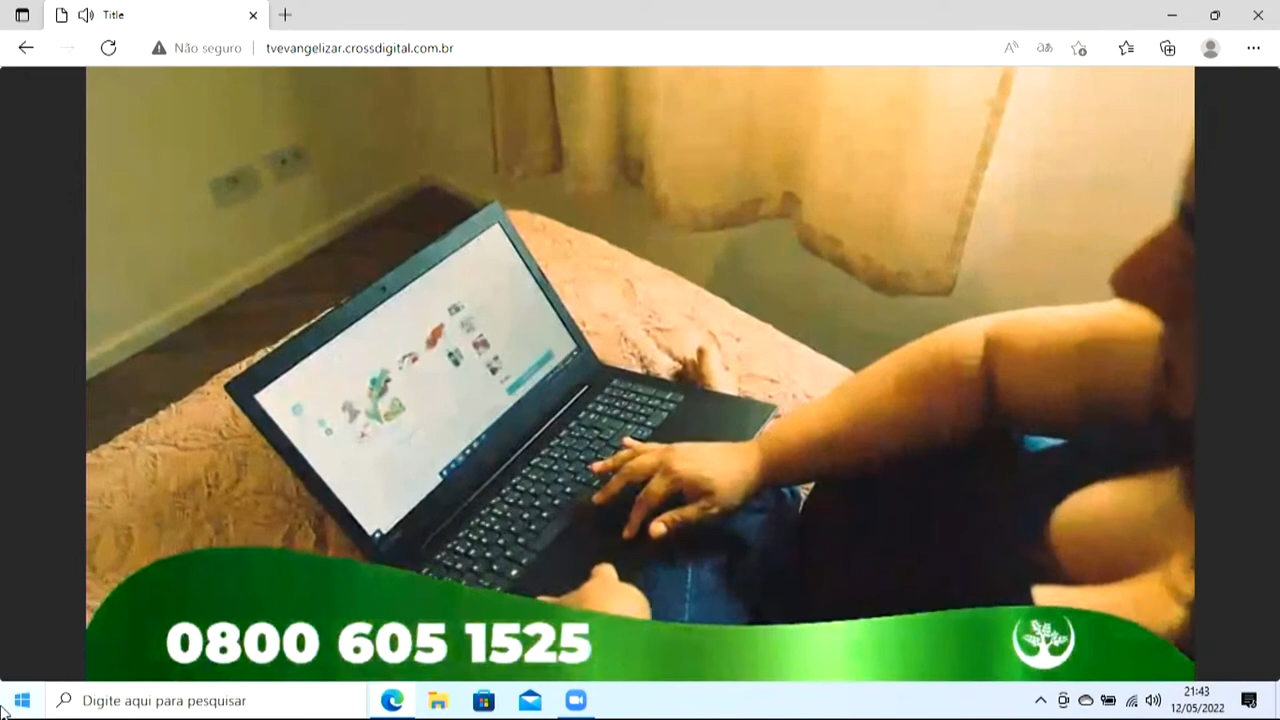 Title
Não seguro
tvevangelizar.crossdigital.com.br
0800 605 1525
Digite aqui para pesquisar
21:43
12/05/2022